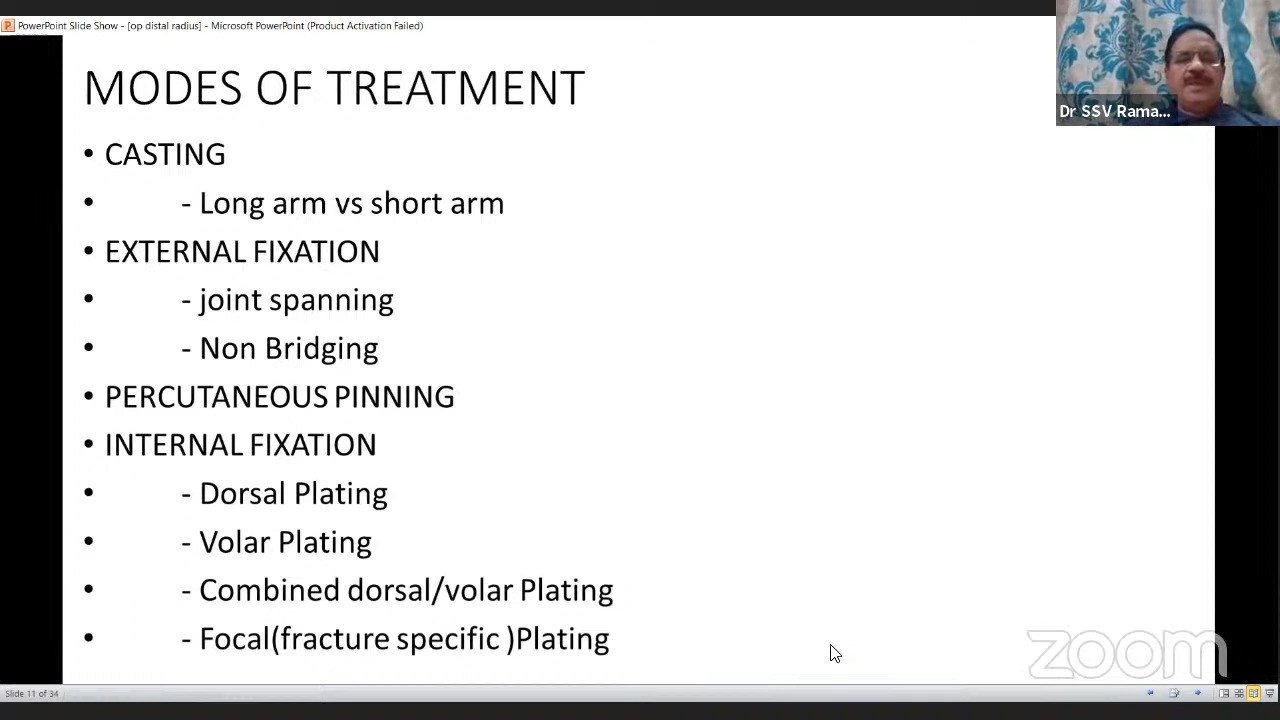 PowerPoint Slide Show - [op distal radius] - Microsoft PowerPoint (Product Activation Failed)
Dr SSV Rama...
MODES OF TREATMENT
• CASTING
• - Long arm vs short arm
• EXTERNAL FIXATION
• - joint spanning
• - Non Bridging
• PERCUTANEOUS PINNING
• INTERNAL FIXATION
• - Dorsal Plating
• - Volar Plating
• - Combined dorsal/volar Plating
• - Focal(fracture specific )Plating
zoom
Slide 11 of 34